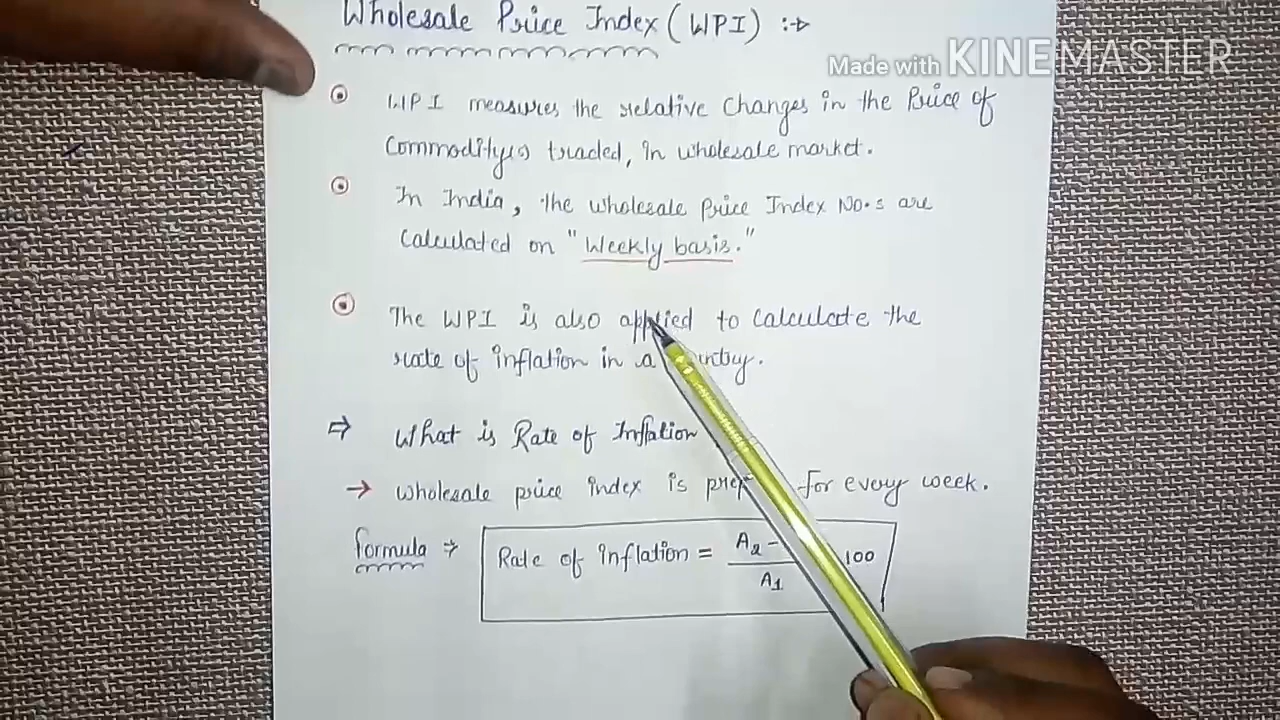 Wholesale Price Index (WPI) :->
Made with KINEMASTER
WPI measures the relative changes in the Price of
Commodity(s) traded, in wholesale market.
In India, the wholesale Price Index No.s are
Calculated on "Weekly basis."
The WPI is also applied to Calculate the
rate of inflation in a
⇒ What is Rate of Inflation
→ Wholesale price index is for every week.
formula ⇒ Rate of inflation = A2 - 100
A1